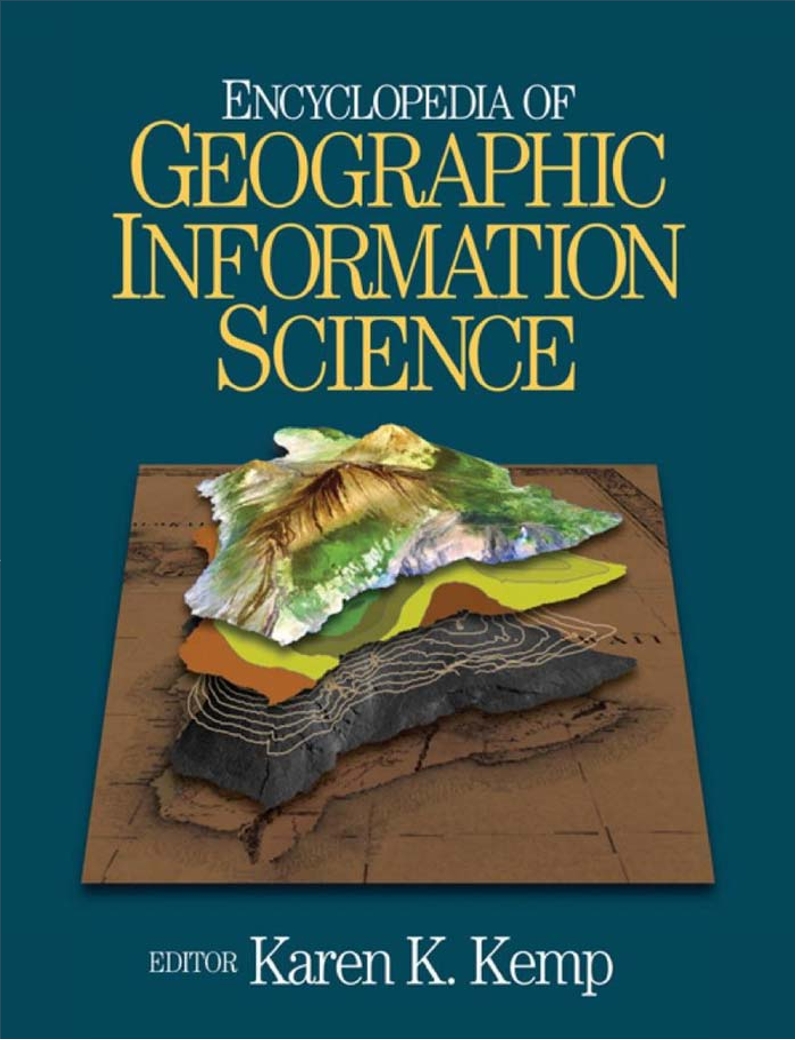 ENCYCLOPEDIA OF
GEOGRAPHIC
INFORMATION
SCIENCE
EDITOR Karen K. Kemp